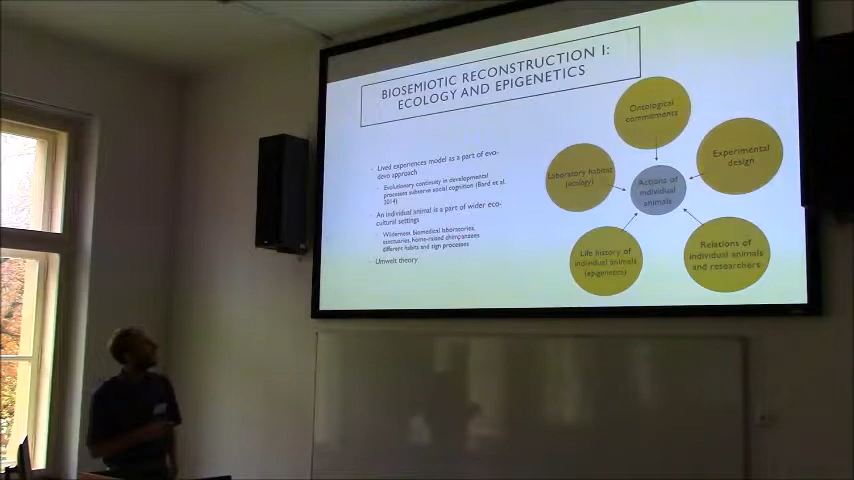 BIOSEMIOTIC RECONSTRUCTION I:
ECOLOGY AND EPIGENETICS
Lived experiences model as a part of evo-
devo approach
Evolutionary continuity in developmental
processes subserve social cognition (Bard et al.
2014)
An individual animal is a part of wider eco-
cultural settings
Wilderness, biomedical laboratories,
sanctuaries, home-raised chimpanzees
different habits and sign processes
Umwelt theory
Ontological
commitments
Experimental
design
Relations of
individual animals
and researchers
Life history of
individual animals
(epigenetics)
Laboratory habitat
(ecology)
Actions of
individual
animals